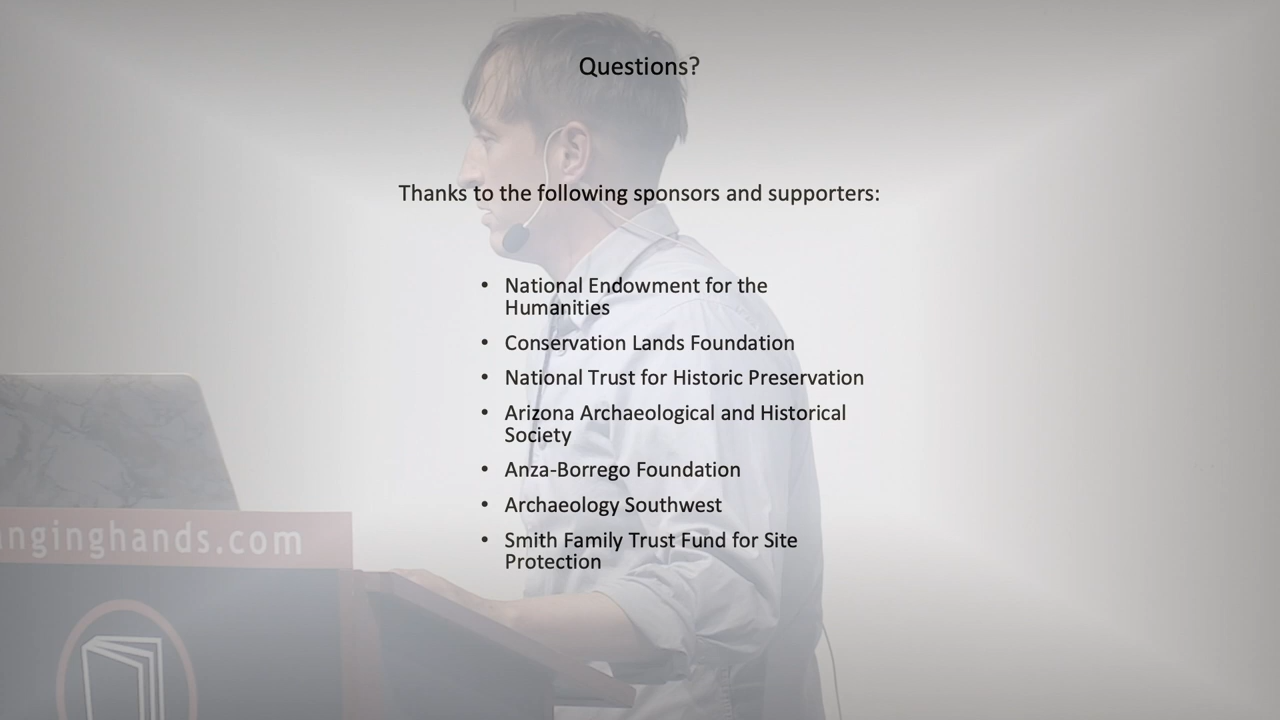 Questions?
Thanks to the following sponsors and supporters:
• National Endowment for the
Humanities
• Conservation Lands Foundation
• National Trust for Historic Preservation
• Arizona Archaeological and Historical
Society
• Anza-Borrego Foundation
• Archaeology Southwest
• Smith Family Trust Fund for Site
Protection
nginghands.com